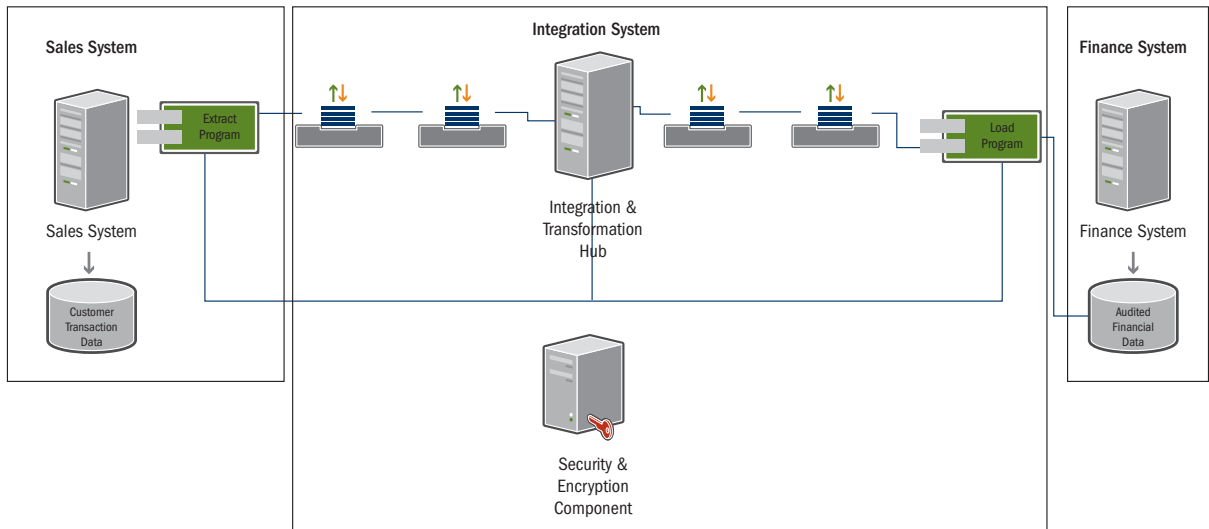 Sales System
Integration System
Finance System
Extract
Program
Load
Program
Sales System
Integration &
Transformation
Hub
Finance System
Customer
Transaction
Data
Audited
Financial
Data
Security &
Encryption
Component